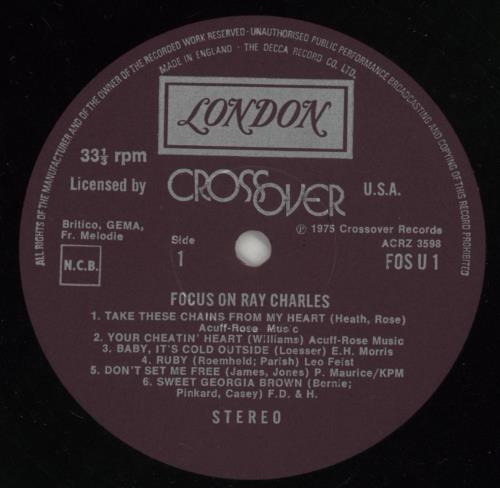 ALL RIGHTS OF THE MANUFACTURER AND OF THE OWNER OF THE RECORDED WORK RESERVED-UNAUTHORISED PUBLIC PERFORMANCE BROADCASTING AND COPYING OF THIS RECORD PROHIBITED
MADE IN ENGLAND · THE DECCA RECORD CO. LTD.
LONDON
33⅓ rpm
Licensed by CROSSOVER U.S.A.
℗ 1975 Crossover Records
Britico, GEMA,
Fr. Melodie
Side
1
ACRZ 3598
N.C.B.
FOS U 1
FOCUS ON RAY CHARLES
1. TAKE THESE CHAINS FROM MY HEART (Heath, Rose)
Acuff-Rose Music
2. YOUR CHEATIN' HEART (Williams) Acuff-Rose Music
3. BABY, IT'S COLD OUTSIDE (Loesser) E.H. Morris
4. RUBY (Roemheld; Parish) Leo Feist
5. DON'T SET ME FREE (James, Jones) P. Maurice/KPM
6. SWEET GEORGIA BROWN (Bernie;
Pinkard, Casey) F.D. & H.
STEREO